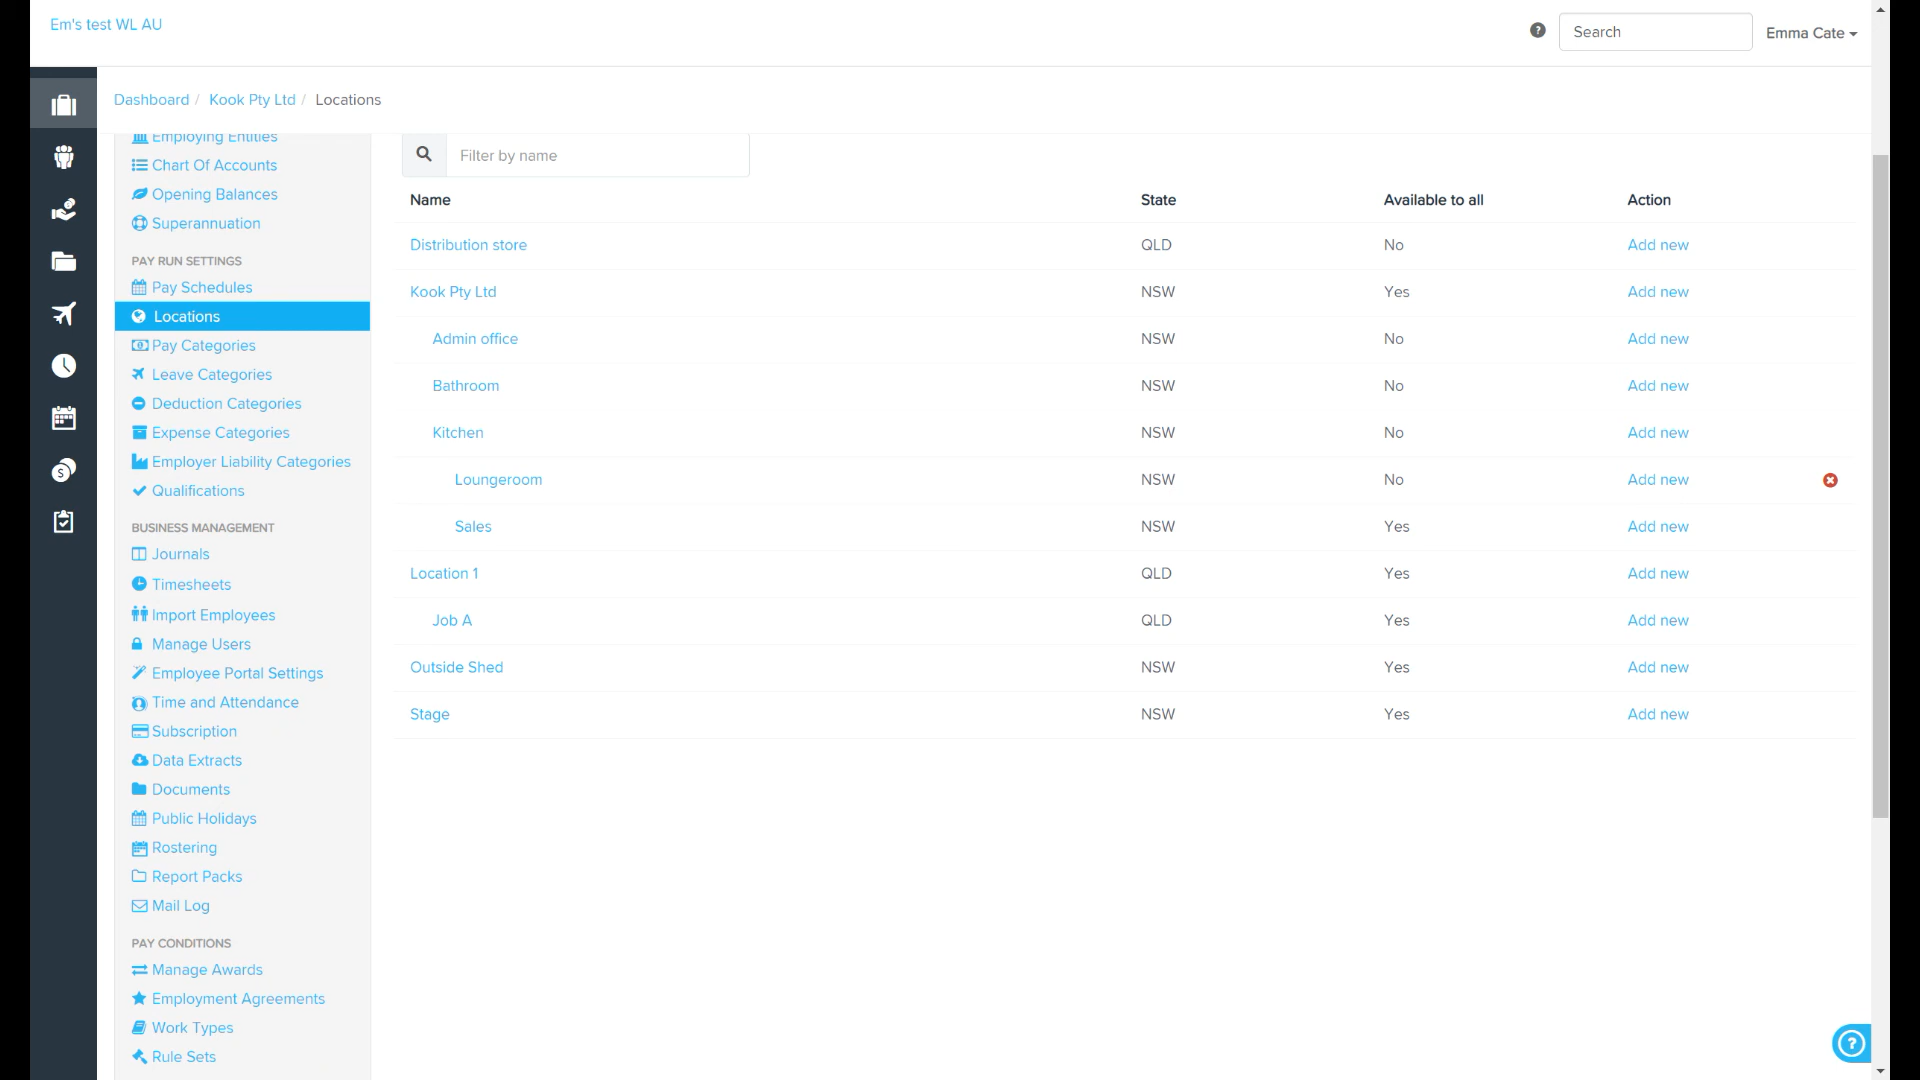 Em's test WL AU
Search
Emma Cate
Dashboard / Kook Pty Ltd / Locations
Employing Entities
Chart Of Accounts
Opening Balances
Superannuation
PAY RUN SETTINGS
Pay Schedules
Locations
Pay Categories
Leave Categories
Deduction Categories
Expense Categories
Employer Liability Categories
Qualifications
BUSINESS MANAGEMENT
Journals
Timesheets
Import Employees
Manage Users
Employee Portal Settings
Time and Attendance
Subscription
Data Extracts
Documents
Public Holidays
Rostering
Report Packs
Mail Log
PAY CONDITIONS
Manage Awards
Employment Agreements
Work Types
Rule Sets
Filter by name
Name State Available to all Action
Distribution store QLD No Add new
Kook Pty Ltd NSW Yes Add new
Admin office NSW No Add new
Bathroom NSW No Add new
Kitchen NSW No Add new
Loungeroom NSW No Add new
Sales NSW Yes Add new
Location 1 QLD Yes Add new
Job A QLD Yes Add new
Outside Shed NSW Yes Add new
Stage NSW Yes Add new